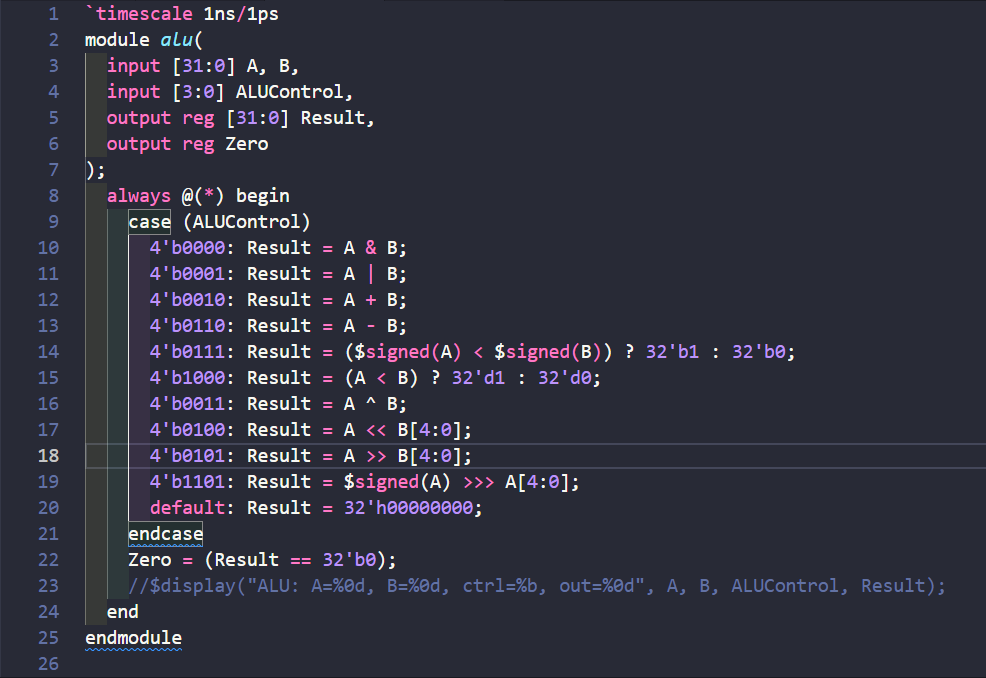 1 `timescale 1ns/1ps
2 module alu(
3   input [31:0] A, B,
4   input [3:0] ALUControl,
5   output reg [31:0] Result,
6   output reg Zero
7 );
8   always @(*) begin
9     case (ALUControl)
10       4'b0000: Result = A & B;
11       4'b0001: Result = A | B;
12       4'b0010: Result = A + B;
13       4'b0110: Result = A - B;
14       4'b0111: Result = ($signed(A) < $signed(B)) ? 32'b1 : 32'b0;
15       4'b1000: Result = (A < B) ? 32'd1 : 32'd0;
16       4'b0011: Result = A ^ B;
17       4'b0100: Result = A << B[4:0];
18       4'b0101: Result = A >> B[4:0];
19       4'b1101: Result = $signed(A) >>> A[4:0];
20       default: Result = 32'h00000000;
21     endcase
22     Zero = (Result == 32'b0);
23     //$display("ALU: A=%0d, B=%0d, ctrl=%b, out=%0d", A, B, ALUControl, Result);
24   end
25 endmodule
26